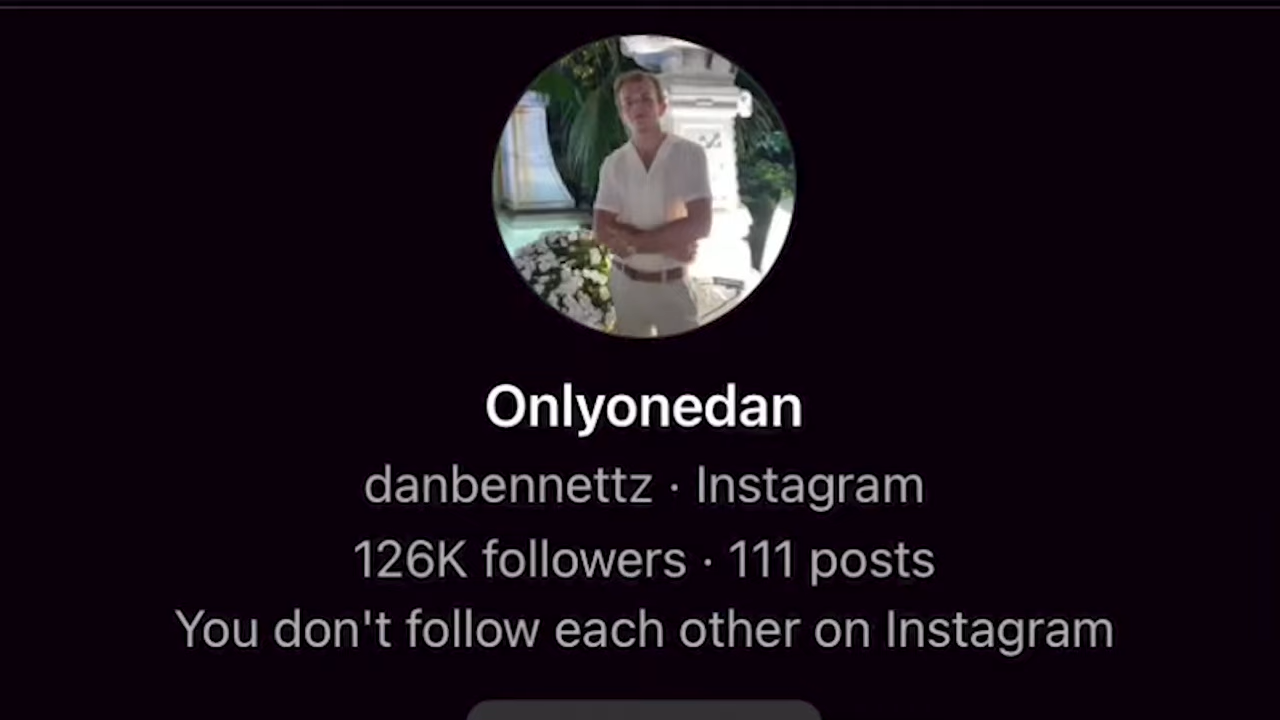 Onlyonedan
danbennettz · Instagram
126K followers · 111 posts
You don't follow each other on Instagram